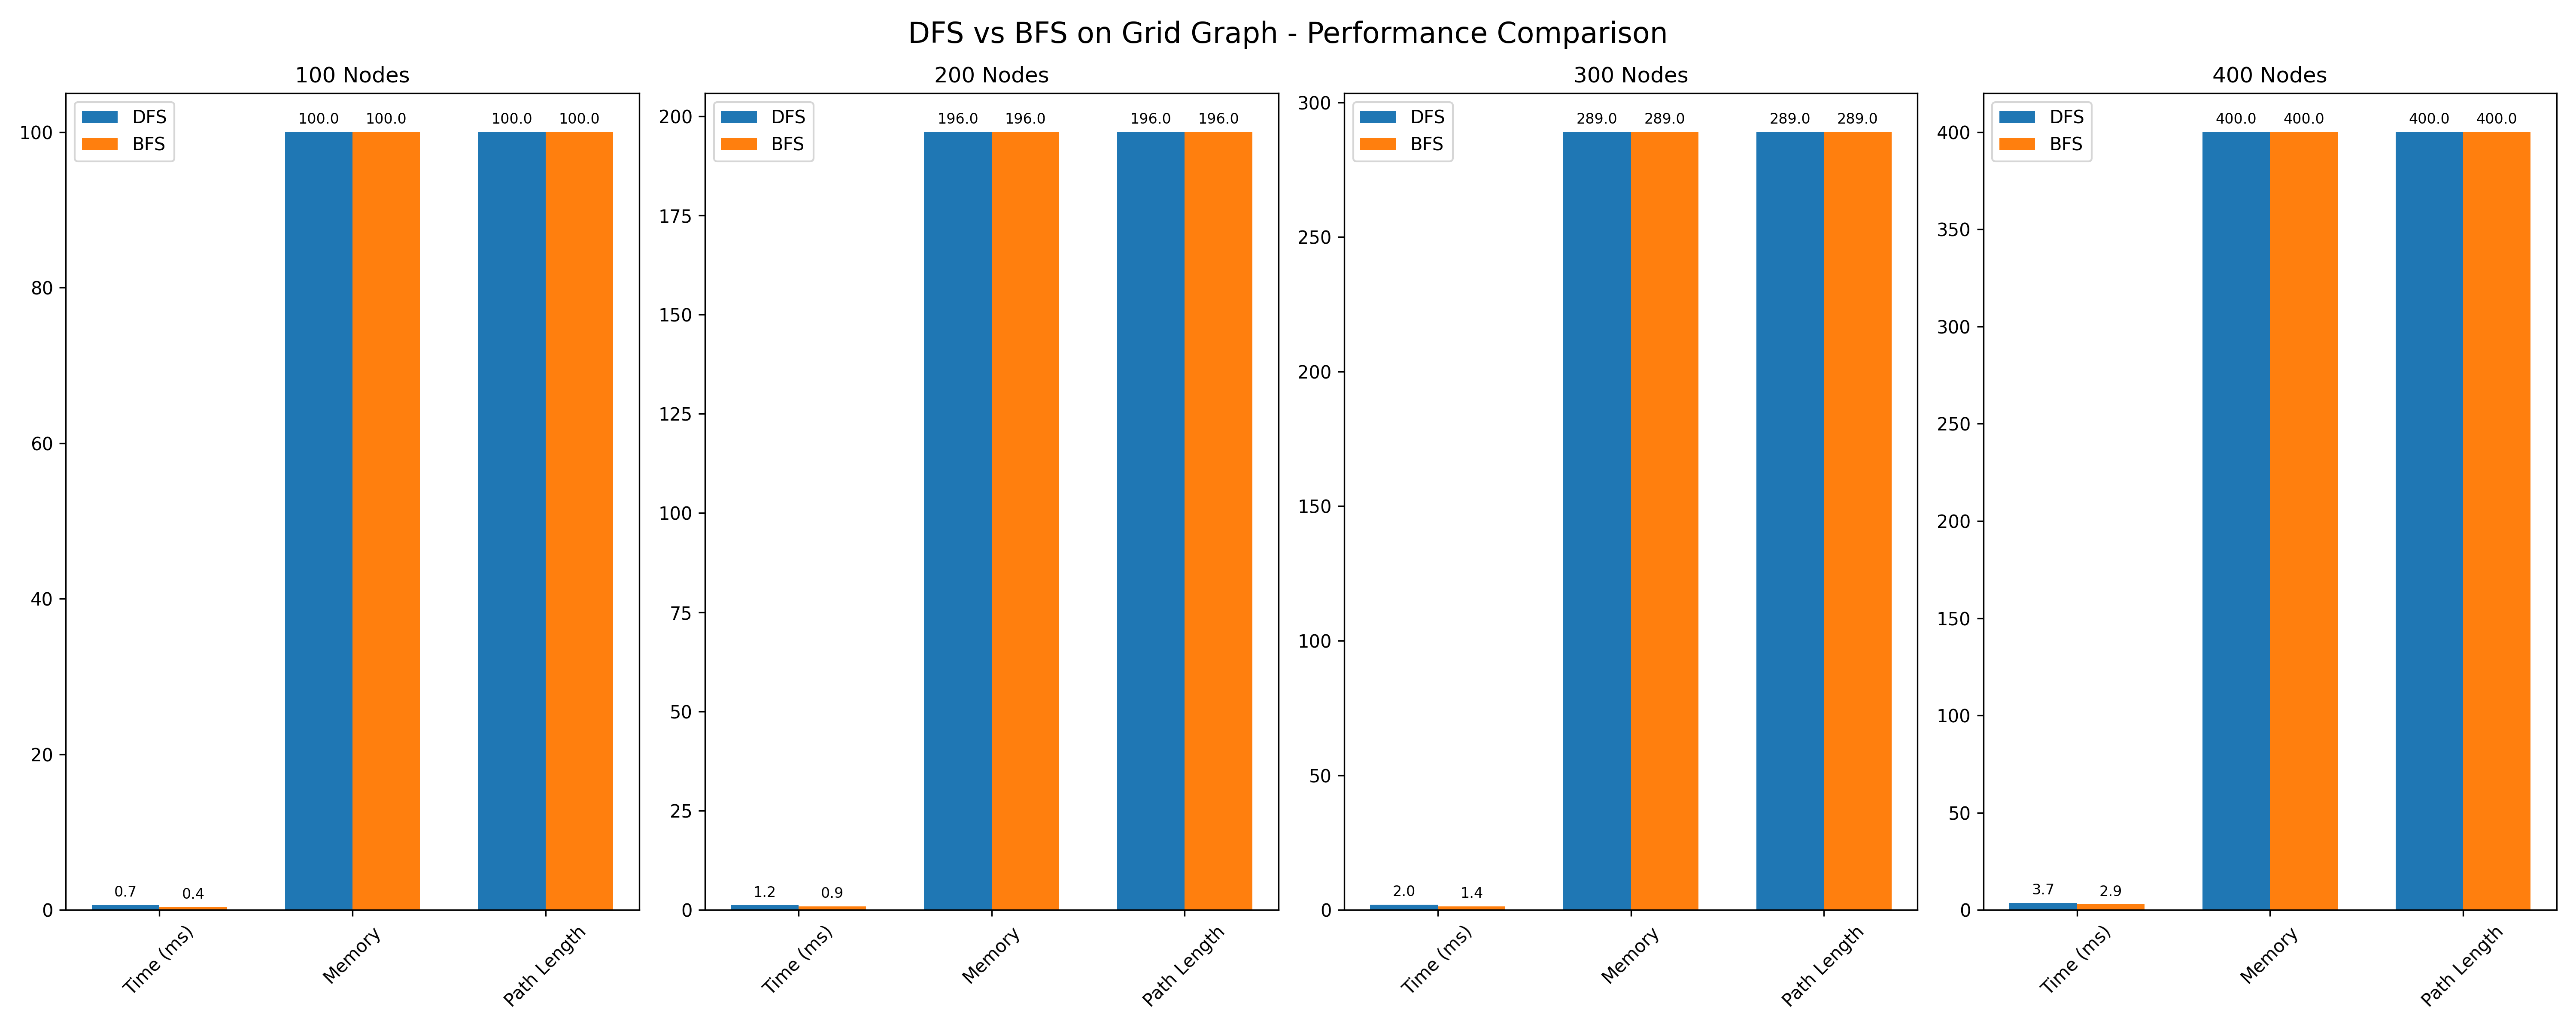 DFS vs BFS on Grid Graph - Performance Comparison
100 Nodes
DFS
BFS
100
80
60
40
20
0
100.0 100.0 100.0 100.0
0.7 0.4
Time (ms)
Memory
Path Length
200 Nodes
DFS
BFS
200
175
150
125
100
75
50
25
0
196.0 196.0 196.0 196.0
1.2 0.9
Time (ms)
Memory
Path Length
300 Nodes
DFS
BFS
300
250
200
150
100
50
0
289.0 289.0 289.0 289.0
2.0 1.4
Time (ms)
Memory
Path Length
400 Nodes
DFS
BFS
400
350
300
250
200
150
100
50
0
400.0 400.0 400.0 400.0
3.7 2.9
Time (ms)
Memory
Path Length